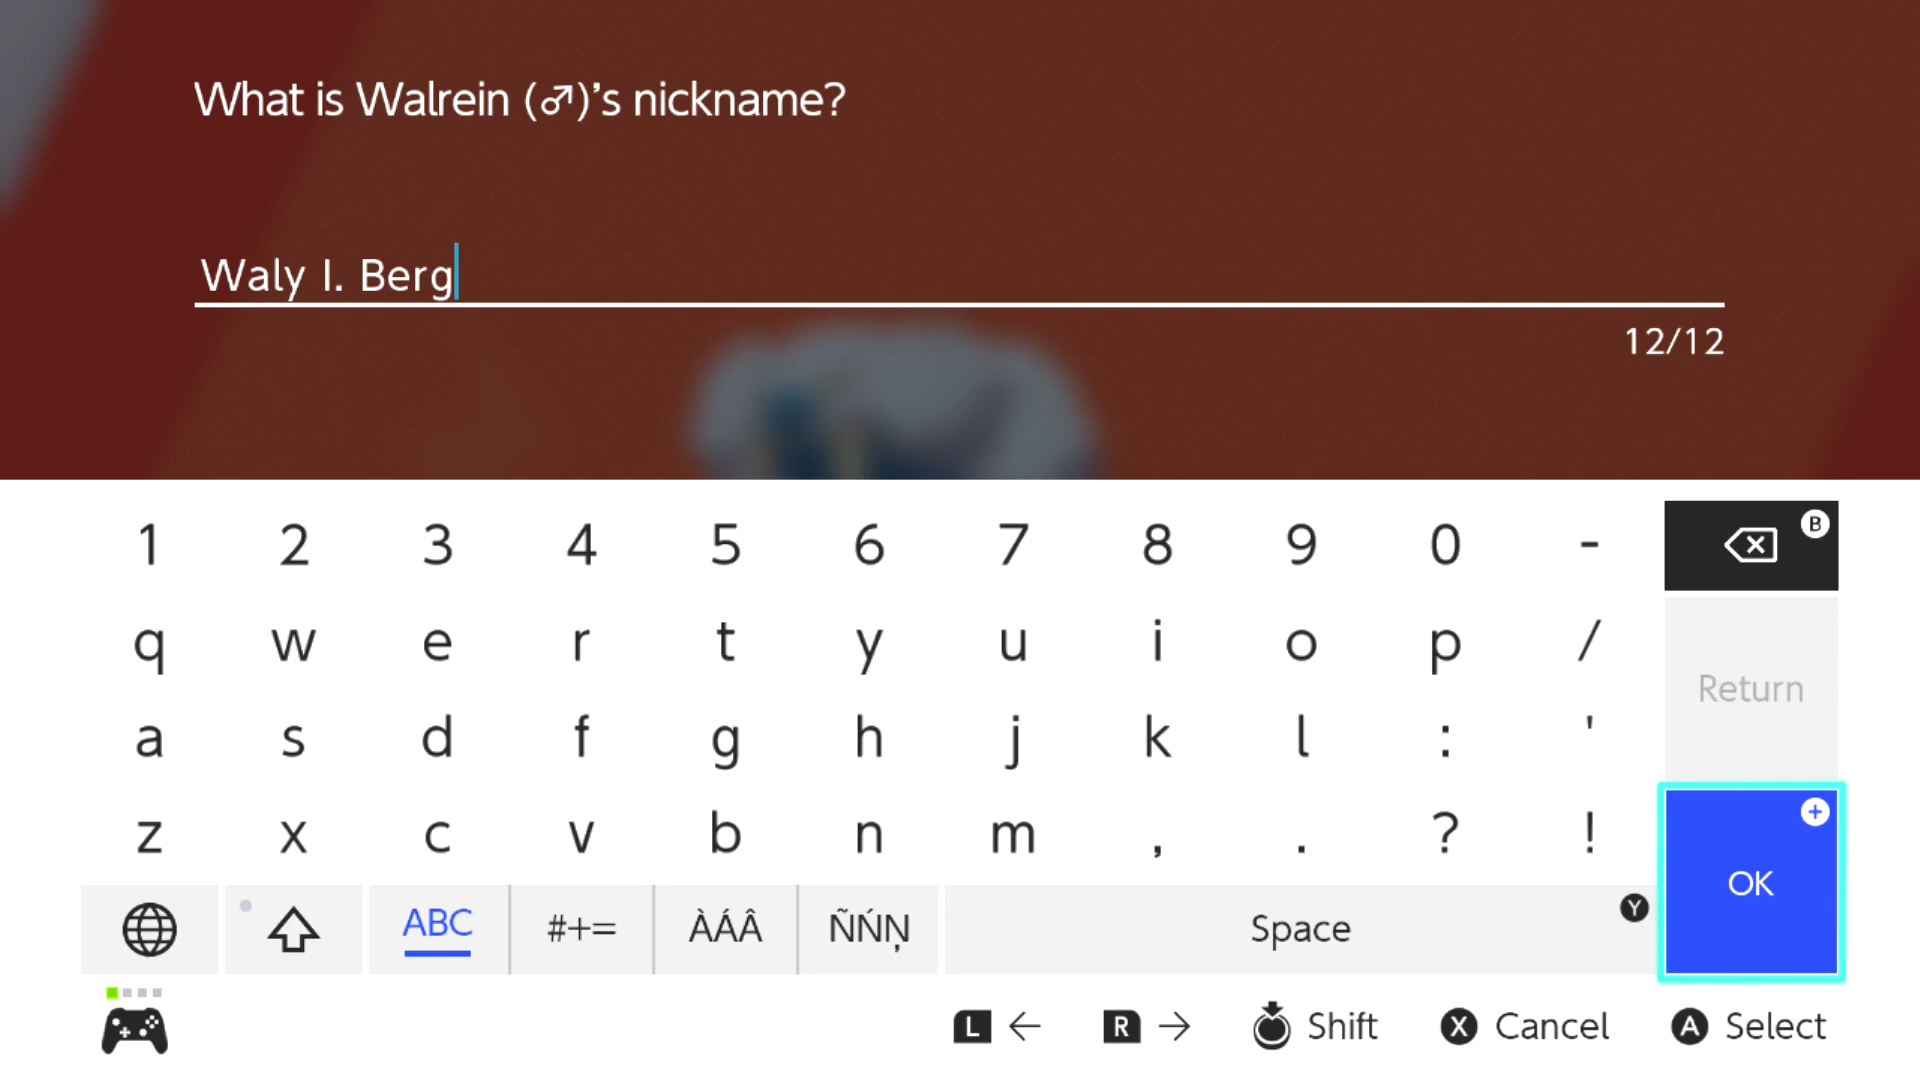 What is Walrein (♂)’s nickname?
Waly I. Berg
12/12
1 2 3 4 5 6 7 8 9 0 - B
q w e r t y u i o p / Return
a s d f g h j k l : '
z x c v b n m , . ? ! + OK
ABC #+= ÀÁÂ ÑŃŅ Space Y
L ← R → Shift X Cancel A Select